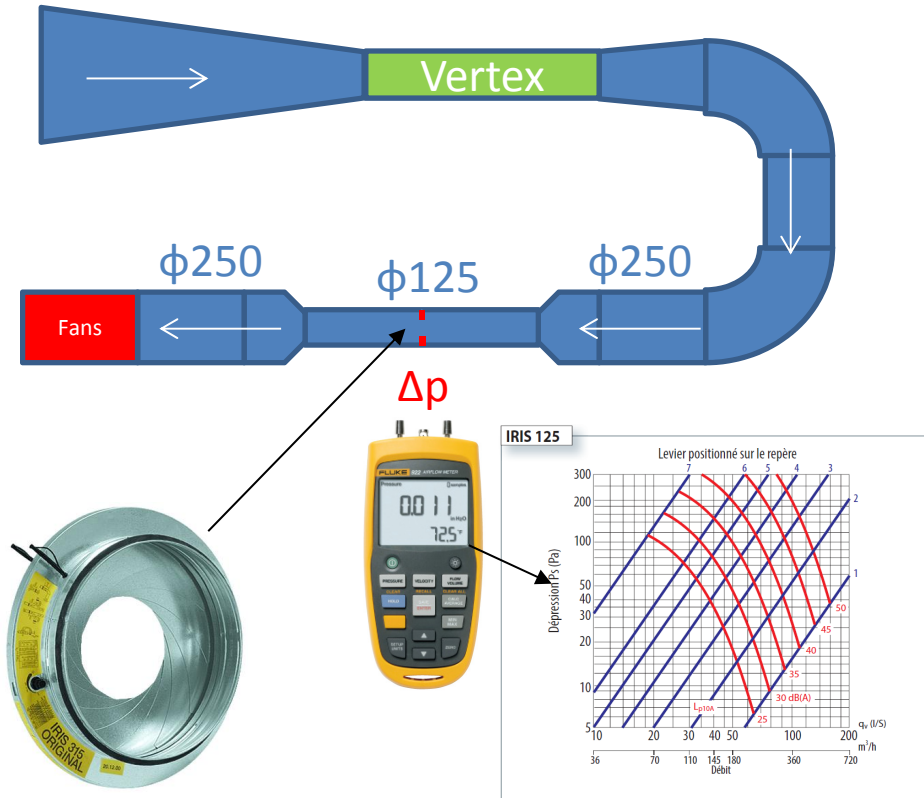 Vertex
ϕ250
ϕ125
ϕ250
Fans
Δp
FLUKE 922 AIRFLOW METER
Pressure
0.011
in H₂O
72.5°F
PRESSURE VELOCITY FLOW VOLUME
HOLD
ZERO
IRIS 315
ORIGINAL
IRIS 125
Levier positionné sur le repère
7 6 5 4 3
2
1
Dépression Ps (Pa)
300
200
100
50
40
30
20
10
5
50
45
40
35
30 dB(A)
25
Lp10A
10 20 30 40 50 100 200
qv (l/S)
m³/h
36 70 110 145 180 360 720
Débit